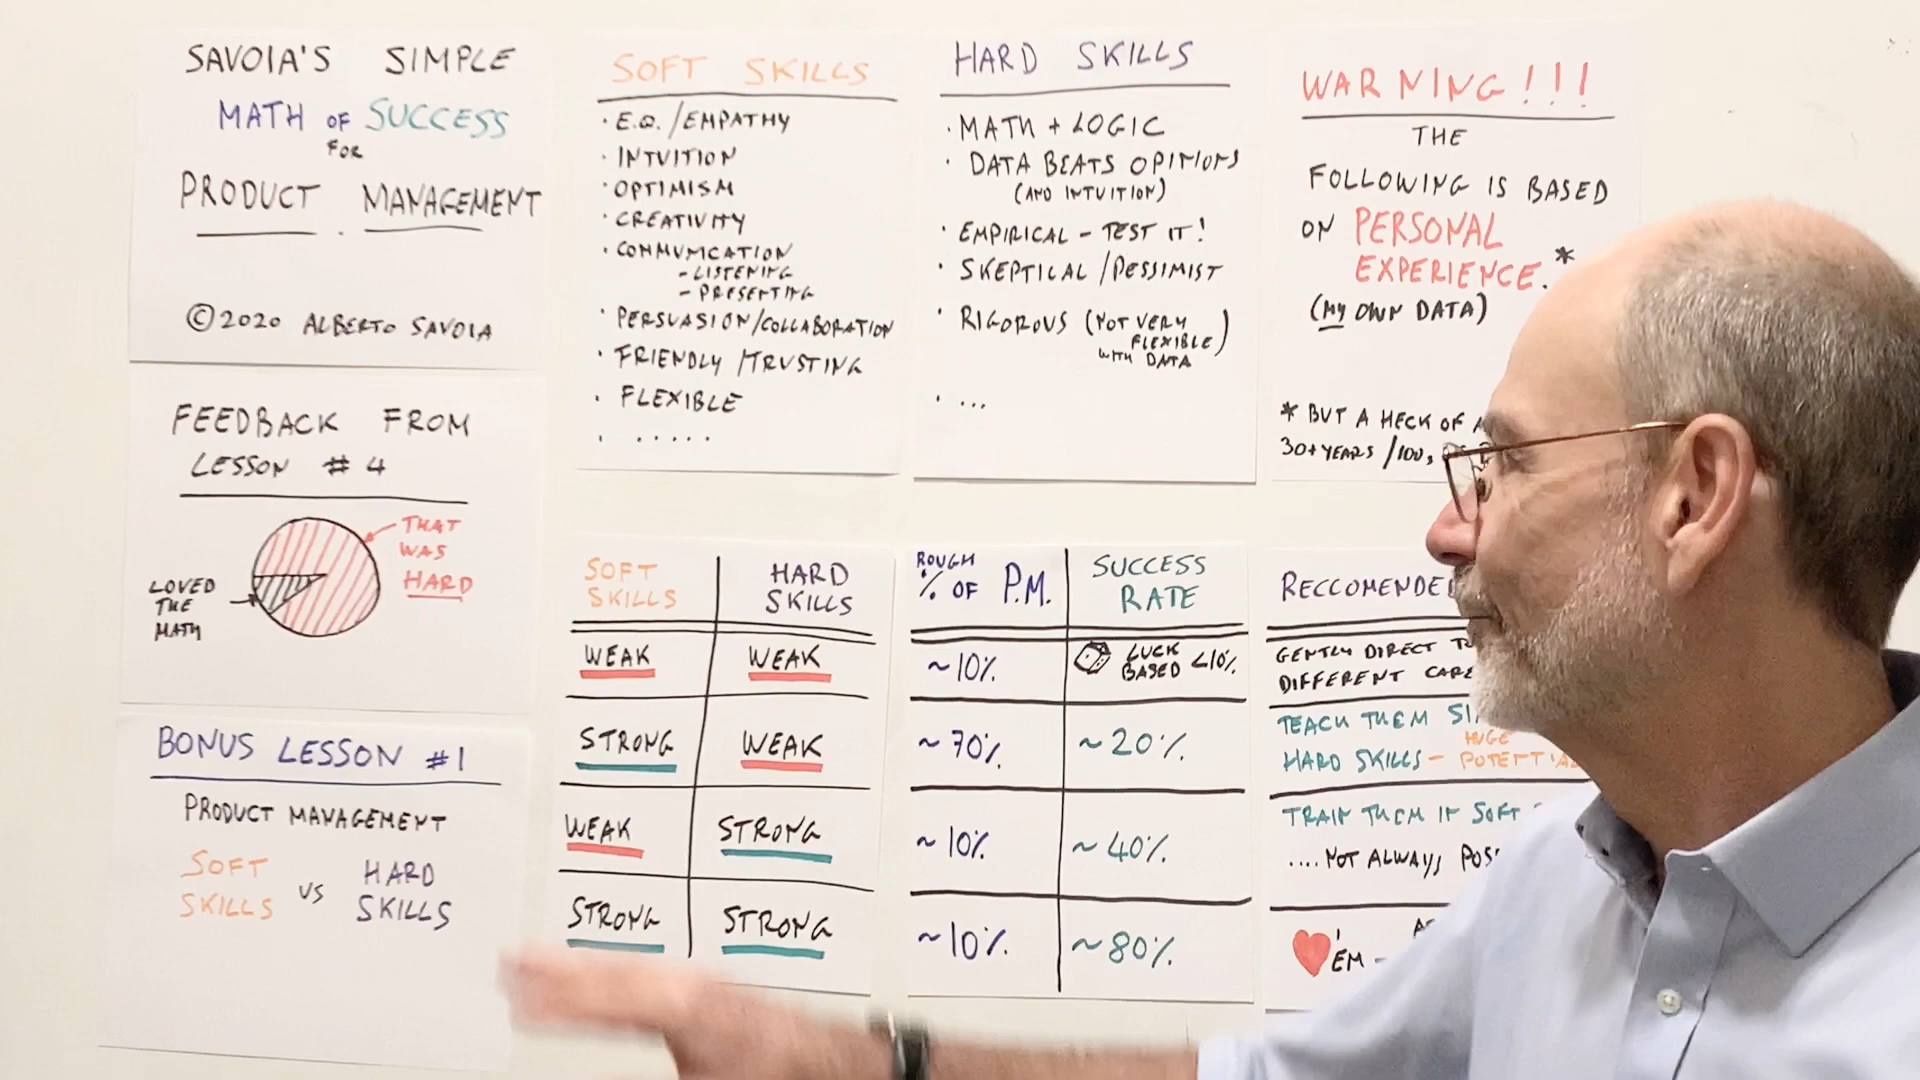 SAVOIA'S SIMPLE
MATH OF SUCCESS
FOR
PRODUCT MANAGEMENT
©2020 ALBERTO SAVOIA
FEEDBACK FROM
LESSON #4
THAT
WAS
HARD
LOVED
THE
MATH
BONUS LESSON #1
PRODUCT MANAGEMENT
SOFT
SKILLS
VS
HARD
SKILLS
SOFT SKILLS
· E.Q./EMPATHY
· INTUITION
· OPTIMISM
· CREATIVITY
· COMMUNICATION
- LISTENING
- PRESENTING
· PERSUASION/COLLABORATION
· FRIENDLY/TRUSTING
· FLEXIBLE
· .....
HARD SKILLS
· MATH + LOGIC
· DATA BEATS OPINIONS
(AND INTUITION)
· EMPIRICAL - TEST IT!
· SKEPTICAL/PESSIMIST
· RIGOROUS (NOT VERY
FLEXIBLE)
WITH DATA
· ...
WARNING!!!
THE
FOLLOWING IS BASED
ON PERSONAL
EXPERIENCE.*
(MY OWN DATA)
* BUT A HECK OF
30+YEARS/100s
SOFT
SKILLS
HARD
SKILLS
WEAK WEAK
STRONG WEAK
WEAK STRONG
STRONG STRONG
ROUGH
% OF P.M.
SUCCESS
RATE
~10%
LUCK
BASED <10%
~70% ~20%
~10% ~40%
~10% ~80%
RECCOMENDE
GENTLY DIRECT
DIFFERENT
TEACH THEM
HUGE
HARD SKILLS - POTENTIAL
TRAIN THEM IN SOFT
....NOT ALWAYS
'EM -